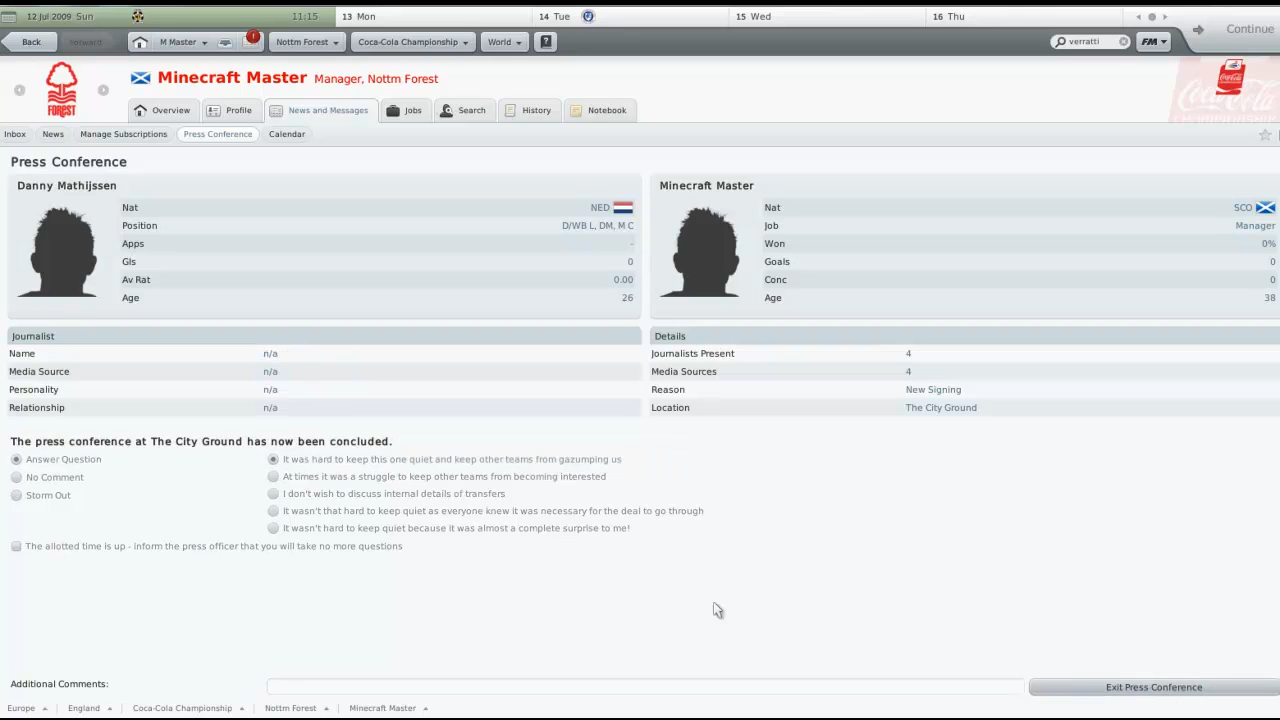 12 Jul 2009 Sun 11:15 13 Mon 14 Tue 15 Wed 16 Thu
Continue
Back Forward M Master Nottm Forest Coca-Cola Championship World ? verratti FM
Minecraft Master Manager, Nottm Forest
FOREST
Overview Profile News and Messages Jobs Search History Notebook
Inbox News Manage Subscriptions Press Conference Calendar
Press Conference
Danny Mathijssen
Nat NED
Position D/WB L, DM, M C
Apps -
Gls 0
Av Rat 0.00
Age 26
Minecraft Master
Nat SCO
Job Manager
Won 0%
Goals 0
Conc 0
Age 38
Journalist
Name n/a
Media Source n/a
Personality n/a
Relationship n/a
Details
Journalists Present 4
Media Sources 4
Reason New Signing
Location The City Ground
The press conference at The City Ground has now been concluded.
Answer Question
No Comment
Storm Out
It was hard to keep this one quiet and keep other teams from gazumping us
At times it was a struggle to keep other teams from becoming interested
I don't wish to discuss internal details of transfers
It wasn't that hard to keep quiet as everyone knew it was necessary for the deal to go through
It wasn't hard to keep quiet because it was almost a complete surprise to me!
The allotted time is up - inform the press officer that you will take no more questions
Additional Comments: Exit Press Conference
Europe England Coca-Cola Championship Nottm Forest Minecraft Master